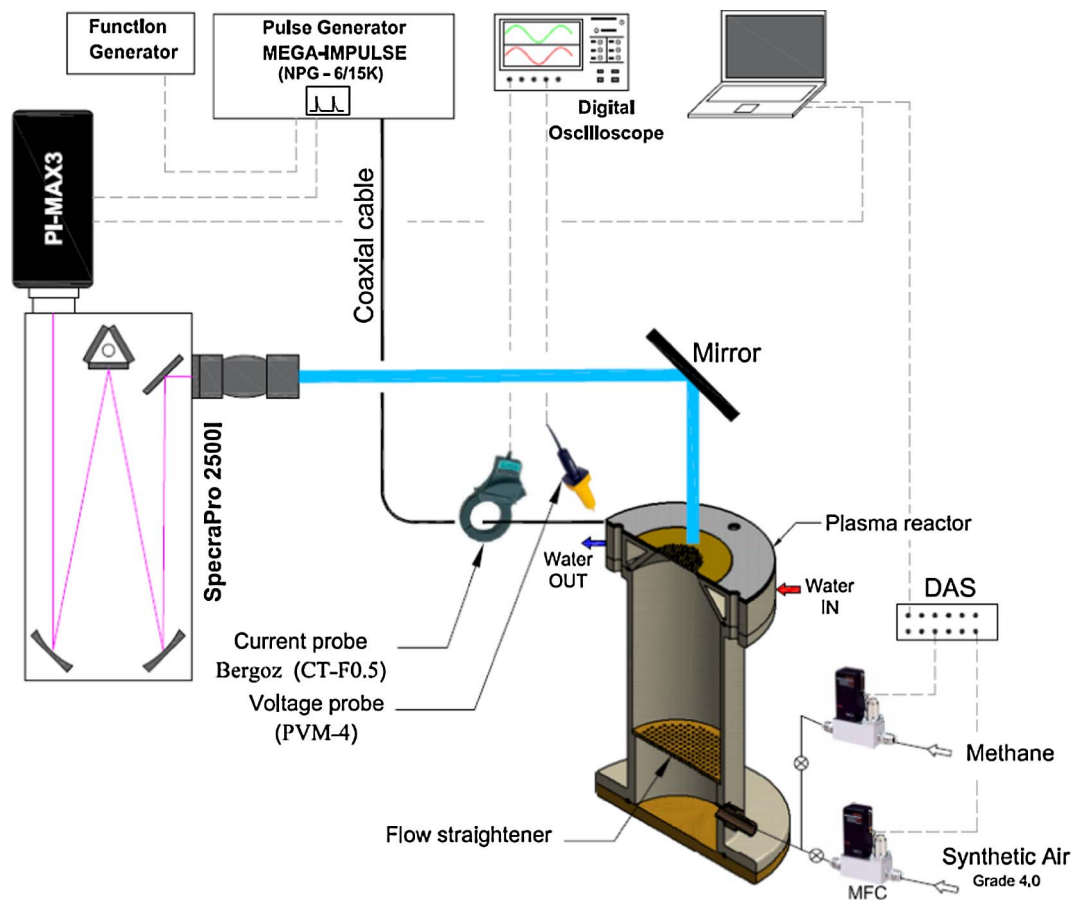 Function
Generator
Pulse Generator
MEGA-IMPULSE
(NPG - 6/15K)
Digital
Oscilloscope
PI-MAX3
Coaxial cable
Mirror
SpecraPro 2500I
Plasma reactor
Water
OUT
Water
IN
DAS
Current probe
Bergoz (CT-F0.5)
Voltage probe
(PVM-4)
Methane
Flow straightener
Synthetic Air
Grade 4.0
MFC